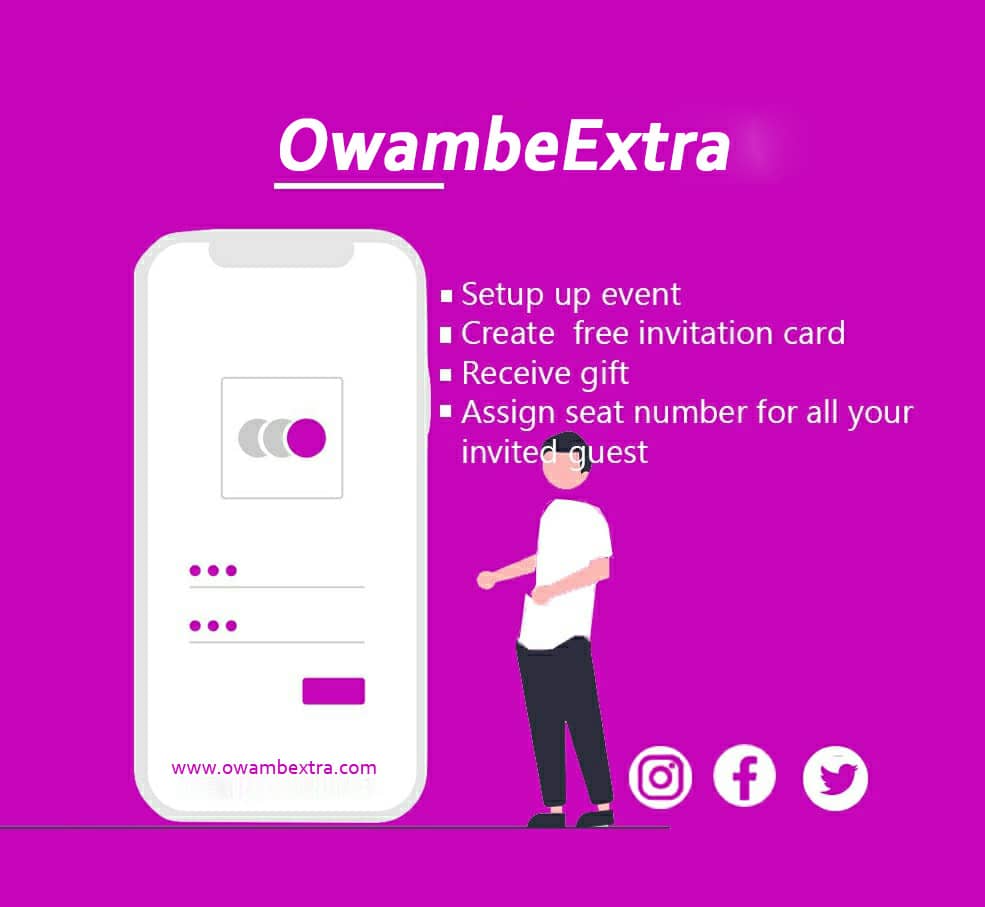 OwambeExtra
Setup up event
Create free invitation card
Receive gift
Assign seat number for all your
invited guest
www.owambextra.com